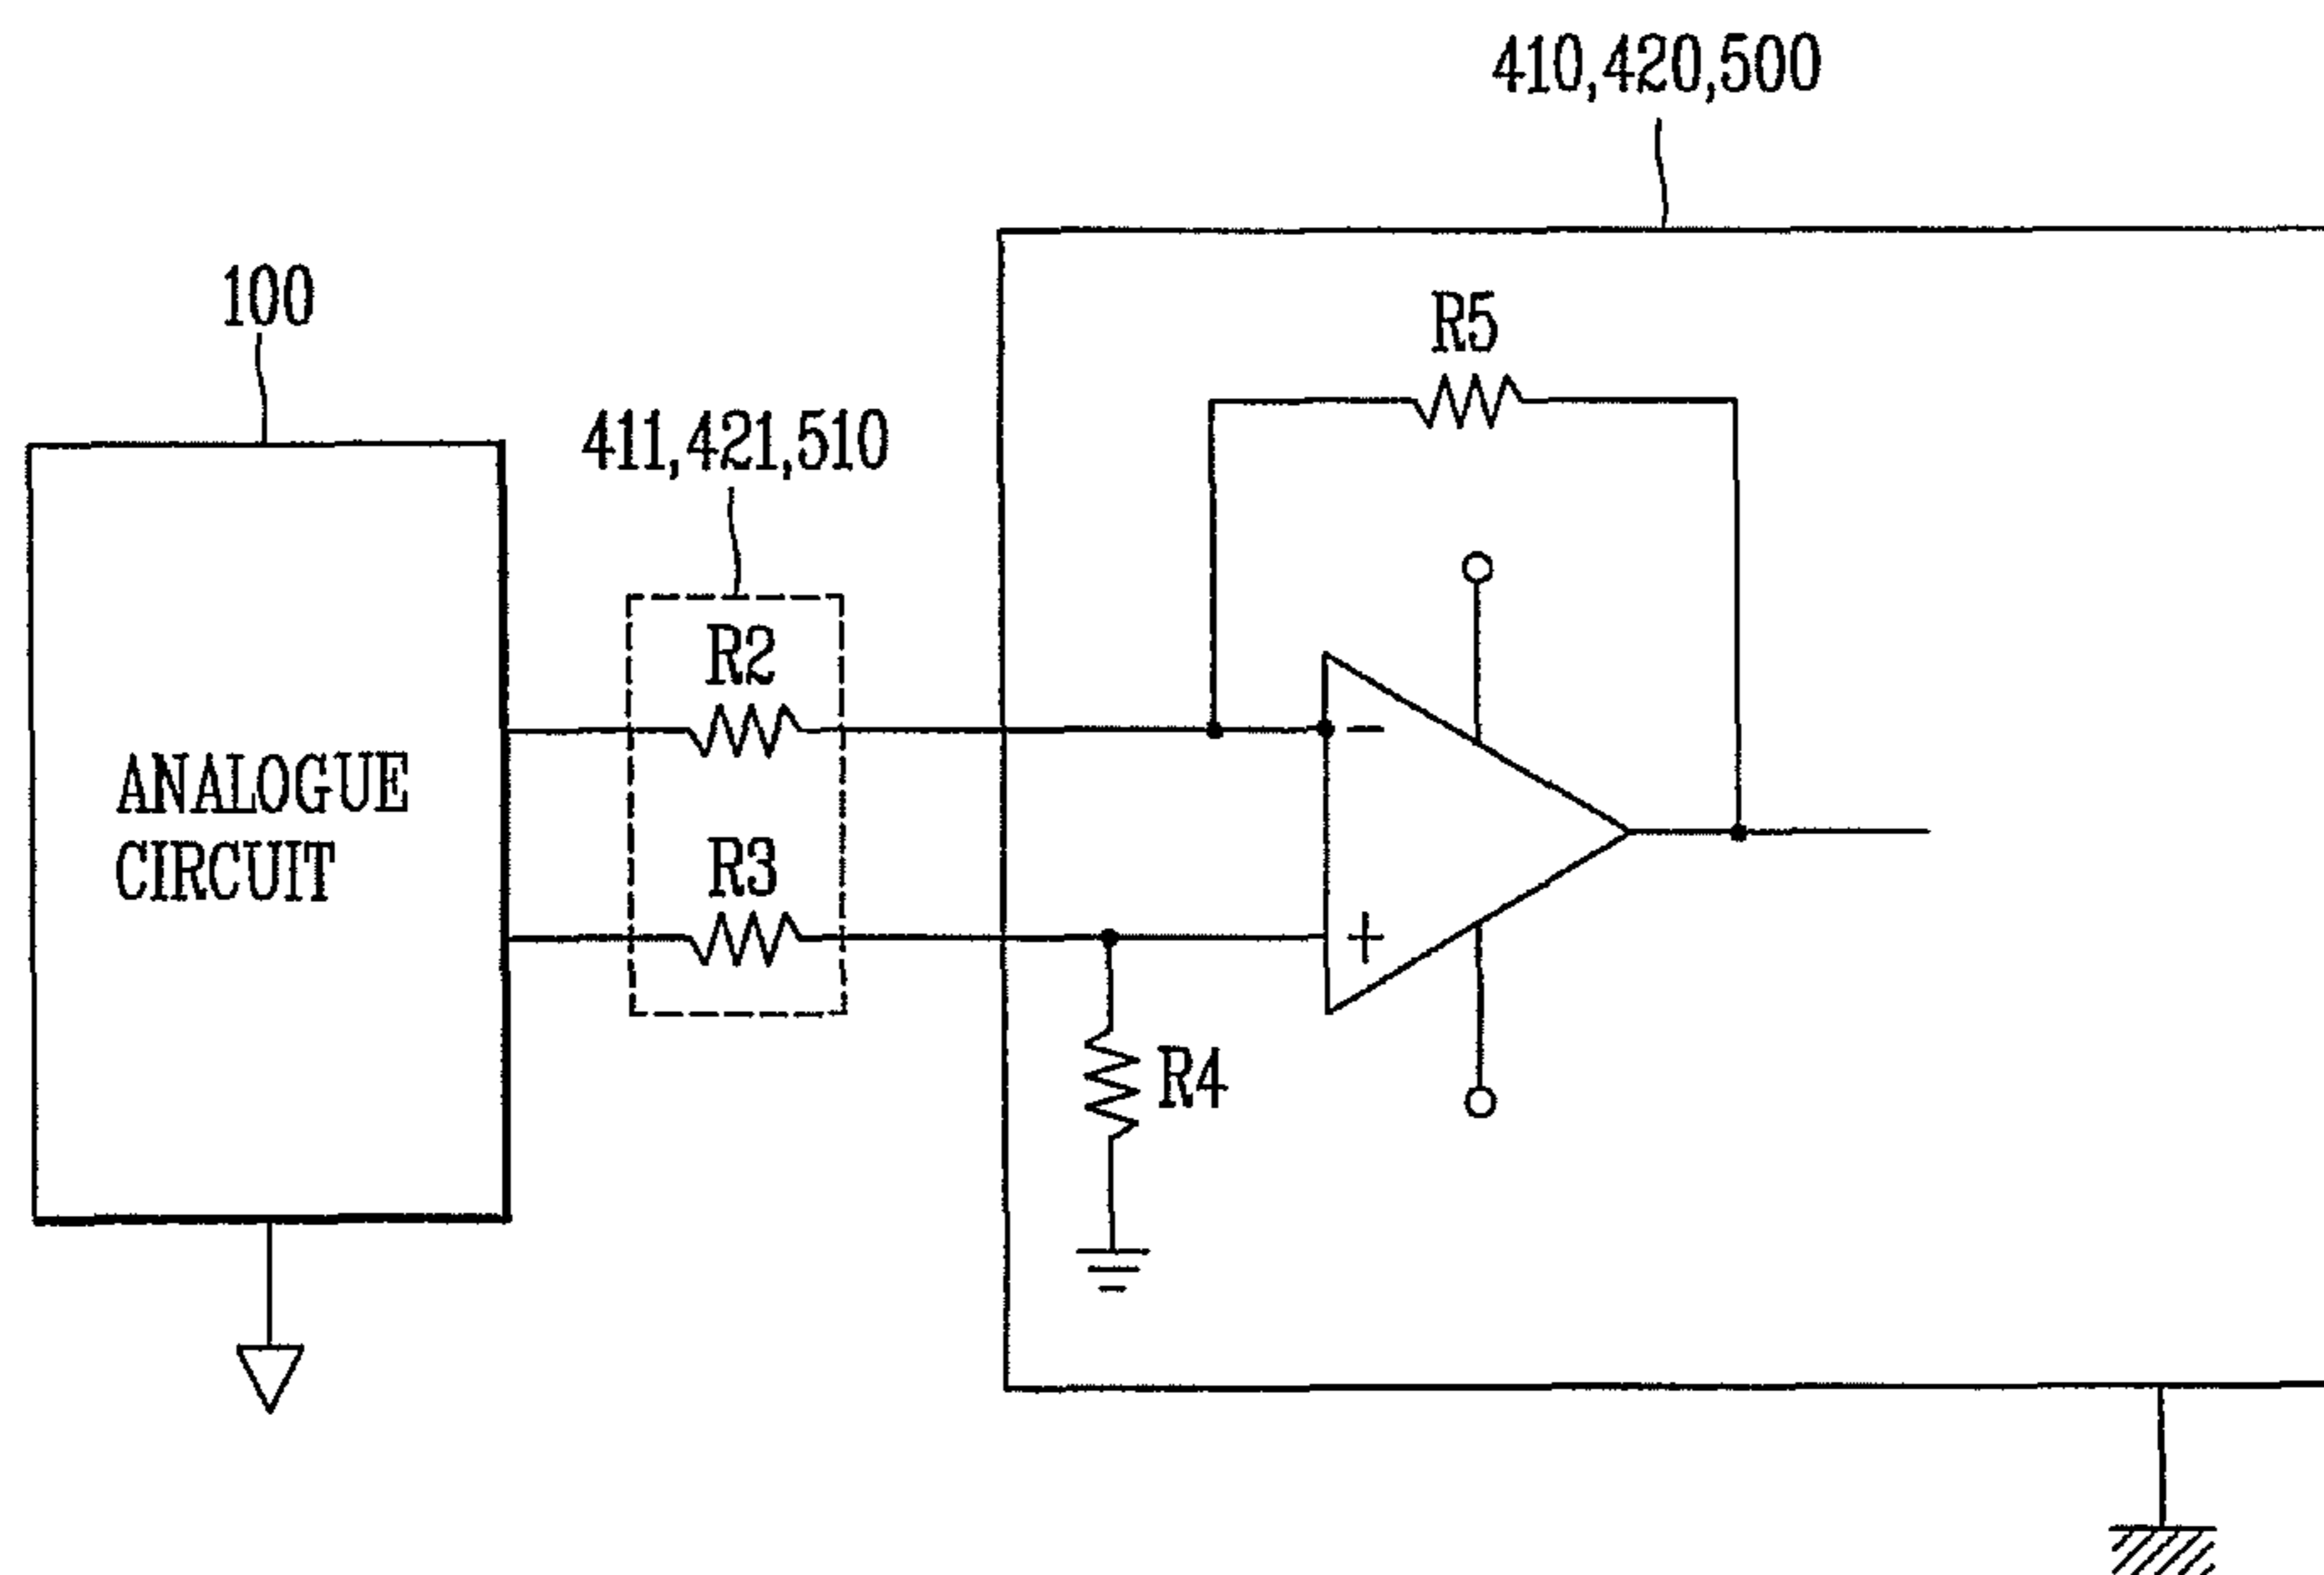 410,420,500
100
R5
411,421,510
R2
ANALOGUE
CIRCUIT
R3
−
+
R4